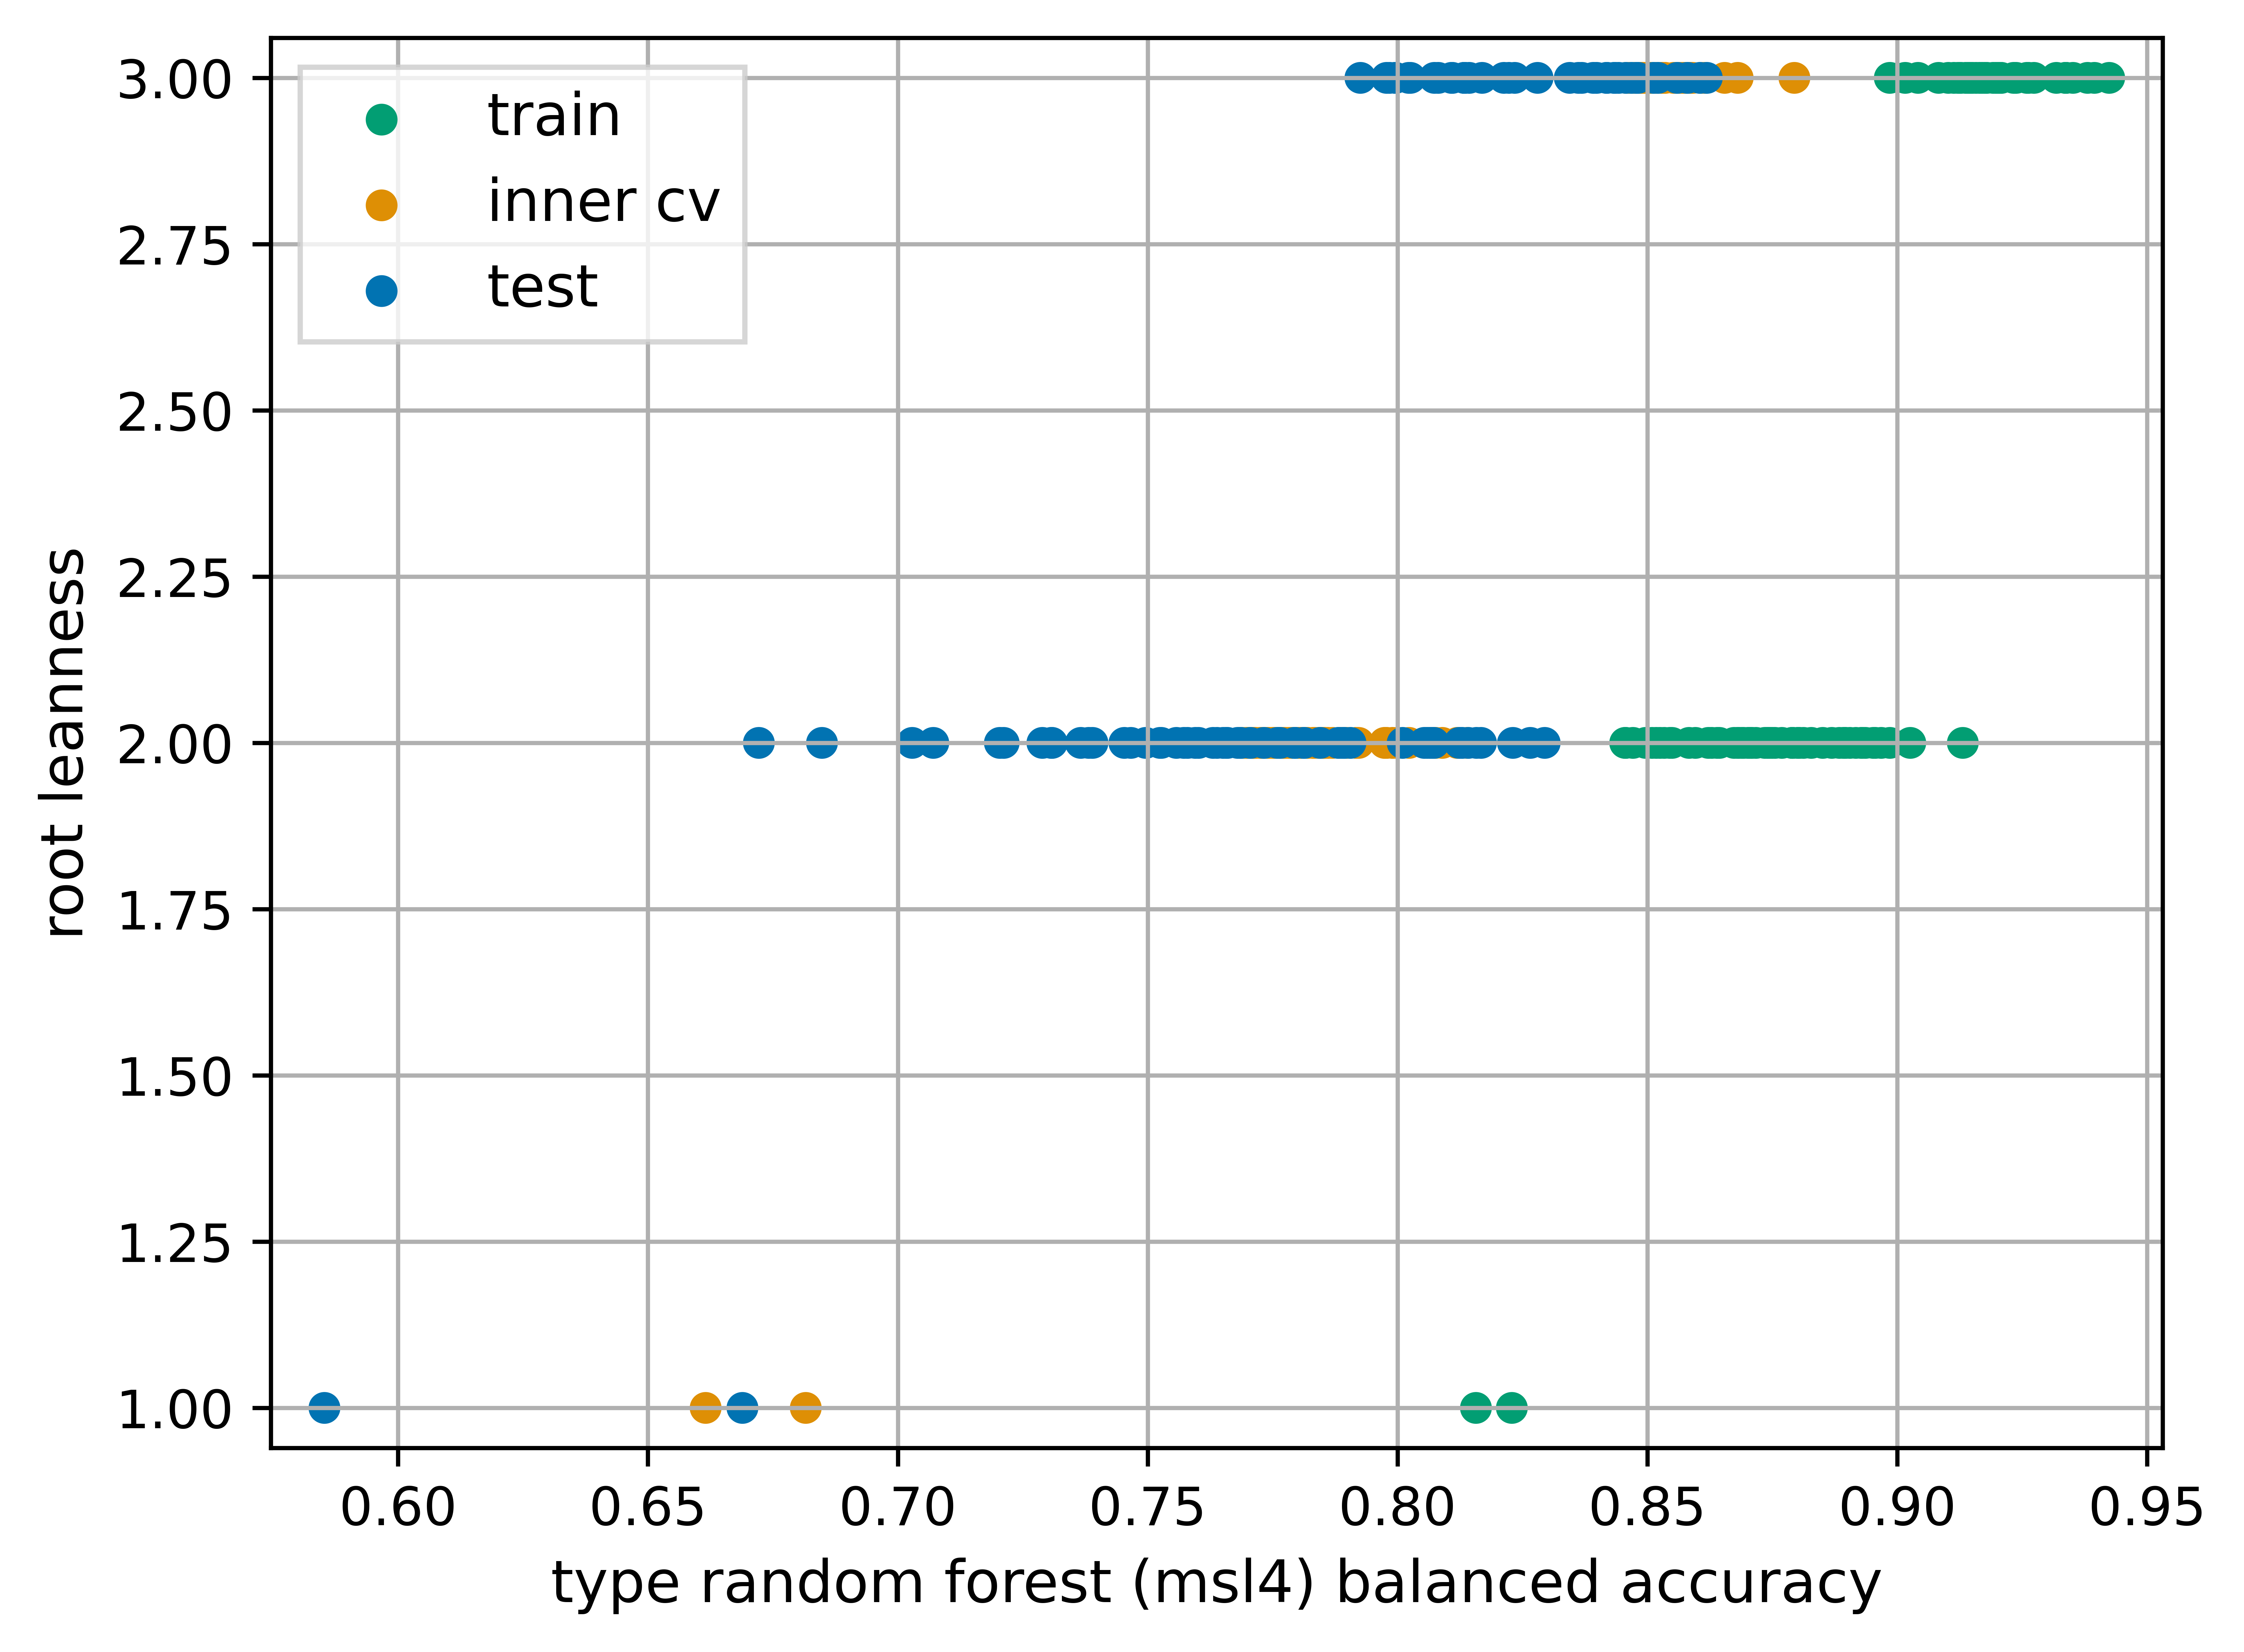 3.00
2.75
2.50
2.25
2.00
1.75
1.50
1.25
1.00
root leanness
train
inner cv
test
0.60 0.65 0.70 0.75 0.80 0.85 0.90 0.95
type random forest (msl4) balanced accuracy